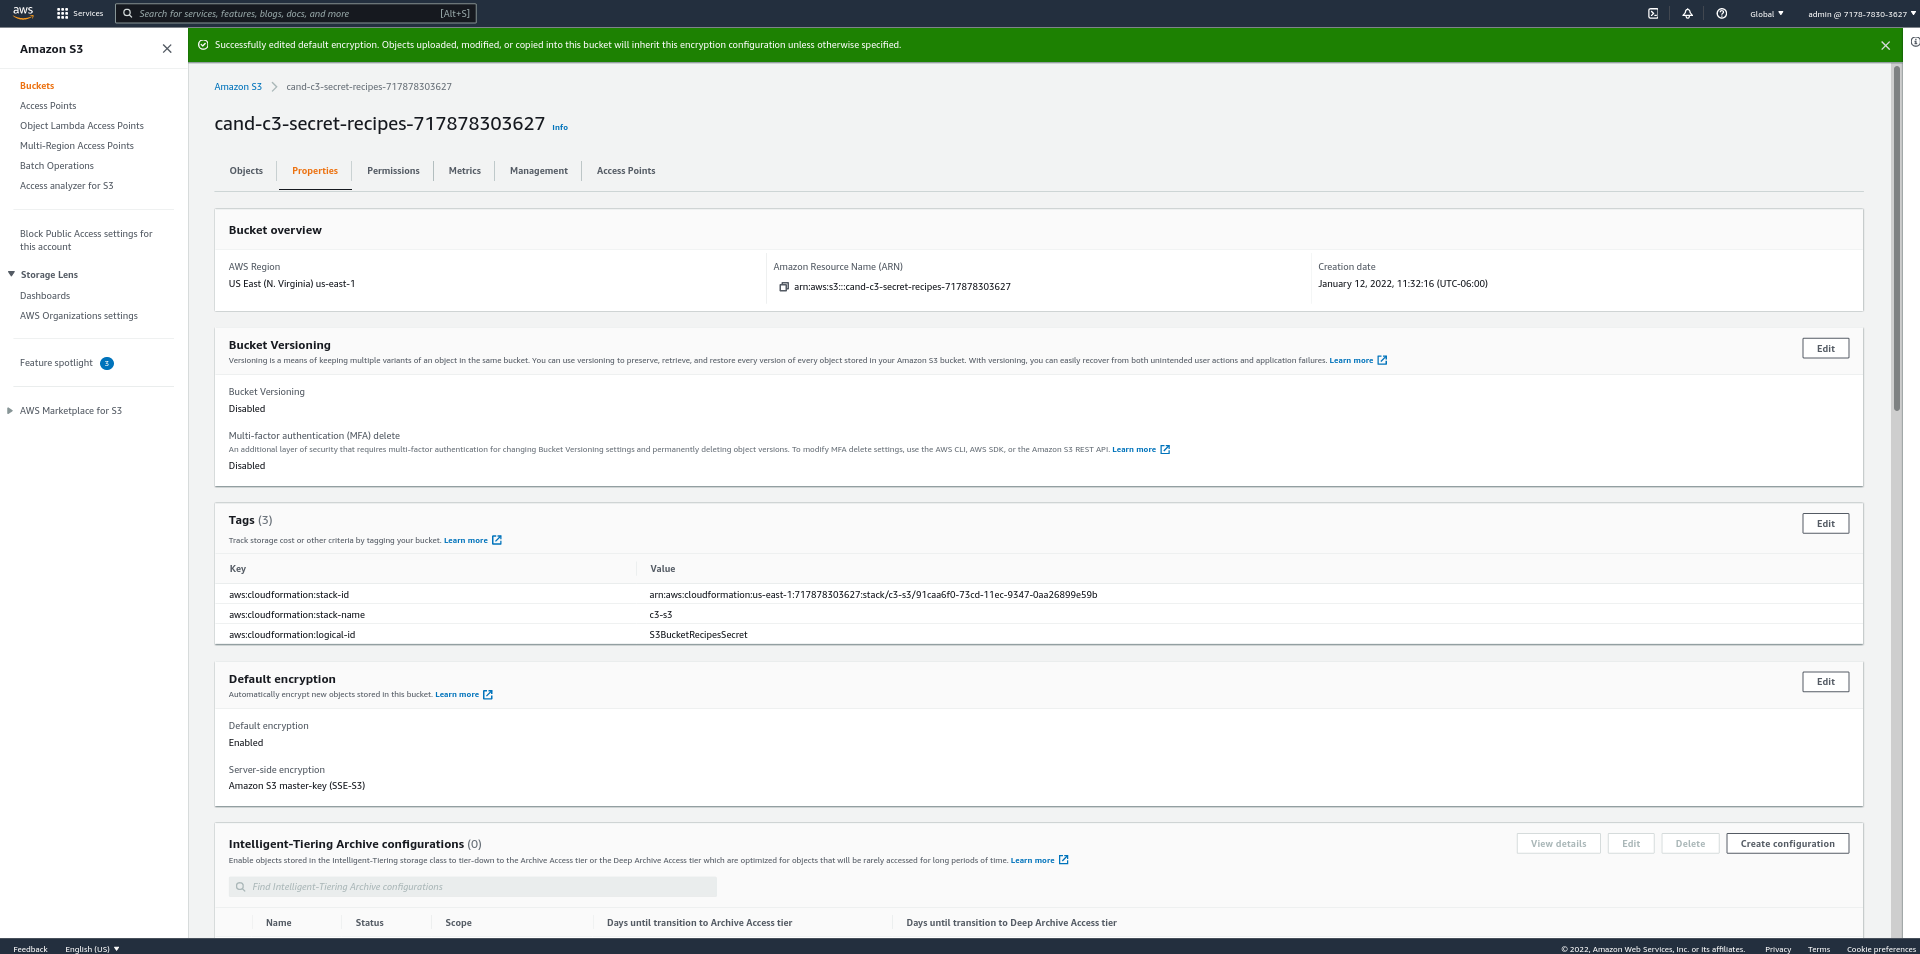 aws
Services
Search for services, features, blogs, docs, and more
[Alt+S]
Global
admin @ 7178-7830-3627
Amazon S3
Buckets
Access Points
Object Lambda Access Points
Multi-Region Access Points
Batch Operations
Access analyzer for S3
Block Public Access settings for
this account
Storage Lens
Dashboards
AWS Organizations settings
Feature spotlight 3
AWS Marketplace for S3
Successfully edited default encryption. Objects uploaded, modified, or copied into this bucket will inherit this encryption configuration unless otherwise specified.
Amazon S3 > cand-c3-secret-recipes-717878303627
cand-c3-secret-recipes-717878303627 Info
Objects
Properties
Permissions
Metrics
Management
Access Points
Bucket overview
AWS Region
US East (N. Virginia) us-east-1
Amazon Resource Name (ARN)
arn:aws:s3:::cand-c3-secret-recipes-717878303627
Creation date
January 12, 2022, 11:32:16 (UTC-06:00)
Bucket Versioning
Versioning is a means of keeping multiple variants of an object in the same bucket. You can use versioning to preserve, retrieve, and restore every version of every object stored in your Amazon S3 bucket. With versioning, you can easily recover from both unintended user actions and application failures. Learn more
Edit
Bucket Versioning
Disabled
Multi-factor authentication (MFA) delete
An additional layer of security that requires multi-factor authentication for changing Bucket Versioning settings and permanently deleting object versions. To modify MFA delete settings, use the AWS CLI, AWS SDK, or the Amazon S3 REST API. Learn more
Disabled
Tags (3)
Track storage cost or other criteria by tagging your bucket. Learn more
Edit
Key
Value
aws:cloudformation:stack-id
arn:aws:cloudformation:us-east-1:717878303627:stack/c3-s3/91caa6f0-73cd-11ec-9347-0aa26899e59b
aws:cloudformation:stack-name
c3-s3
aws:cloudformation:logical-id
S3BucketRecipesSecret
Default encryption
Automatically encrypt new objects stored in this bucket. Learn more
Edit
Default encryption
Enabled
Server-side encryption
Amazon S3 master-key (SSE-S3)
Intelligent-Tiering Archive configurations (0)
Enable objects stored in the Intelligent-Tiering storage class to tier-down to the Archive Access tier or the Deep Archive Access tier which are optimized for objects that will be rarely accessed for long periods of time. Learn more
View details
Edit
Delete
Create configuration
Find Intelligent-Tiering Archive configurations
Name
Status
Scope
Days until transition to Archive Access tier
Days until transition to Deep Archive Access tier
Feedback
English (US)
© 2022, Amazon Web Services, Inc. or its affiliates.
Privacy
Terms
Cookie preferences